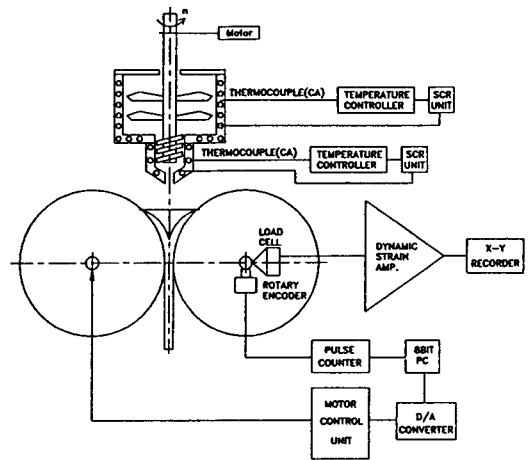 n
Motor
THERMOCOUPLE(CA)
TEMPERATURE
CONTROLLER
SCR
UNIT
THERMOCOUPLE(CA)
TEMPERATURE
CONTROLLER
SCR
UNIT
LOAD
CELL
DYNAMIC
STRAIN
AMP.
X-Y
RECORDER
ROTARY
ENCODER
PULSE
COUNTER
8BIT
PC
MOTOR
CONTROL
UNIT
D/A
CONVERTER